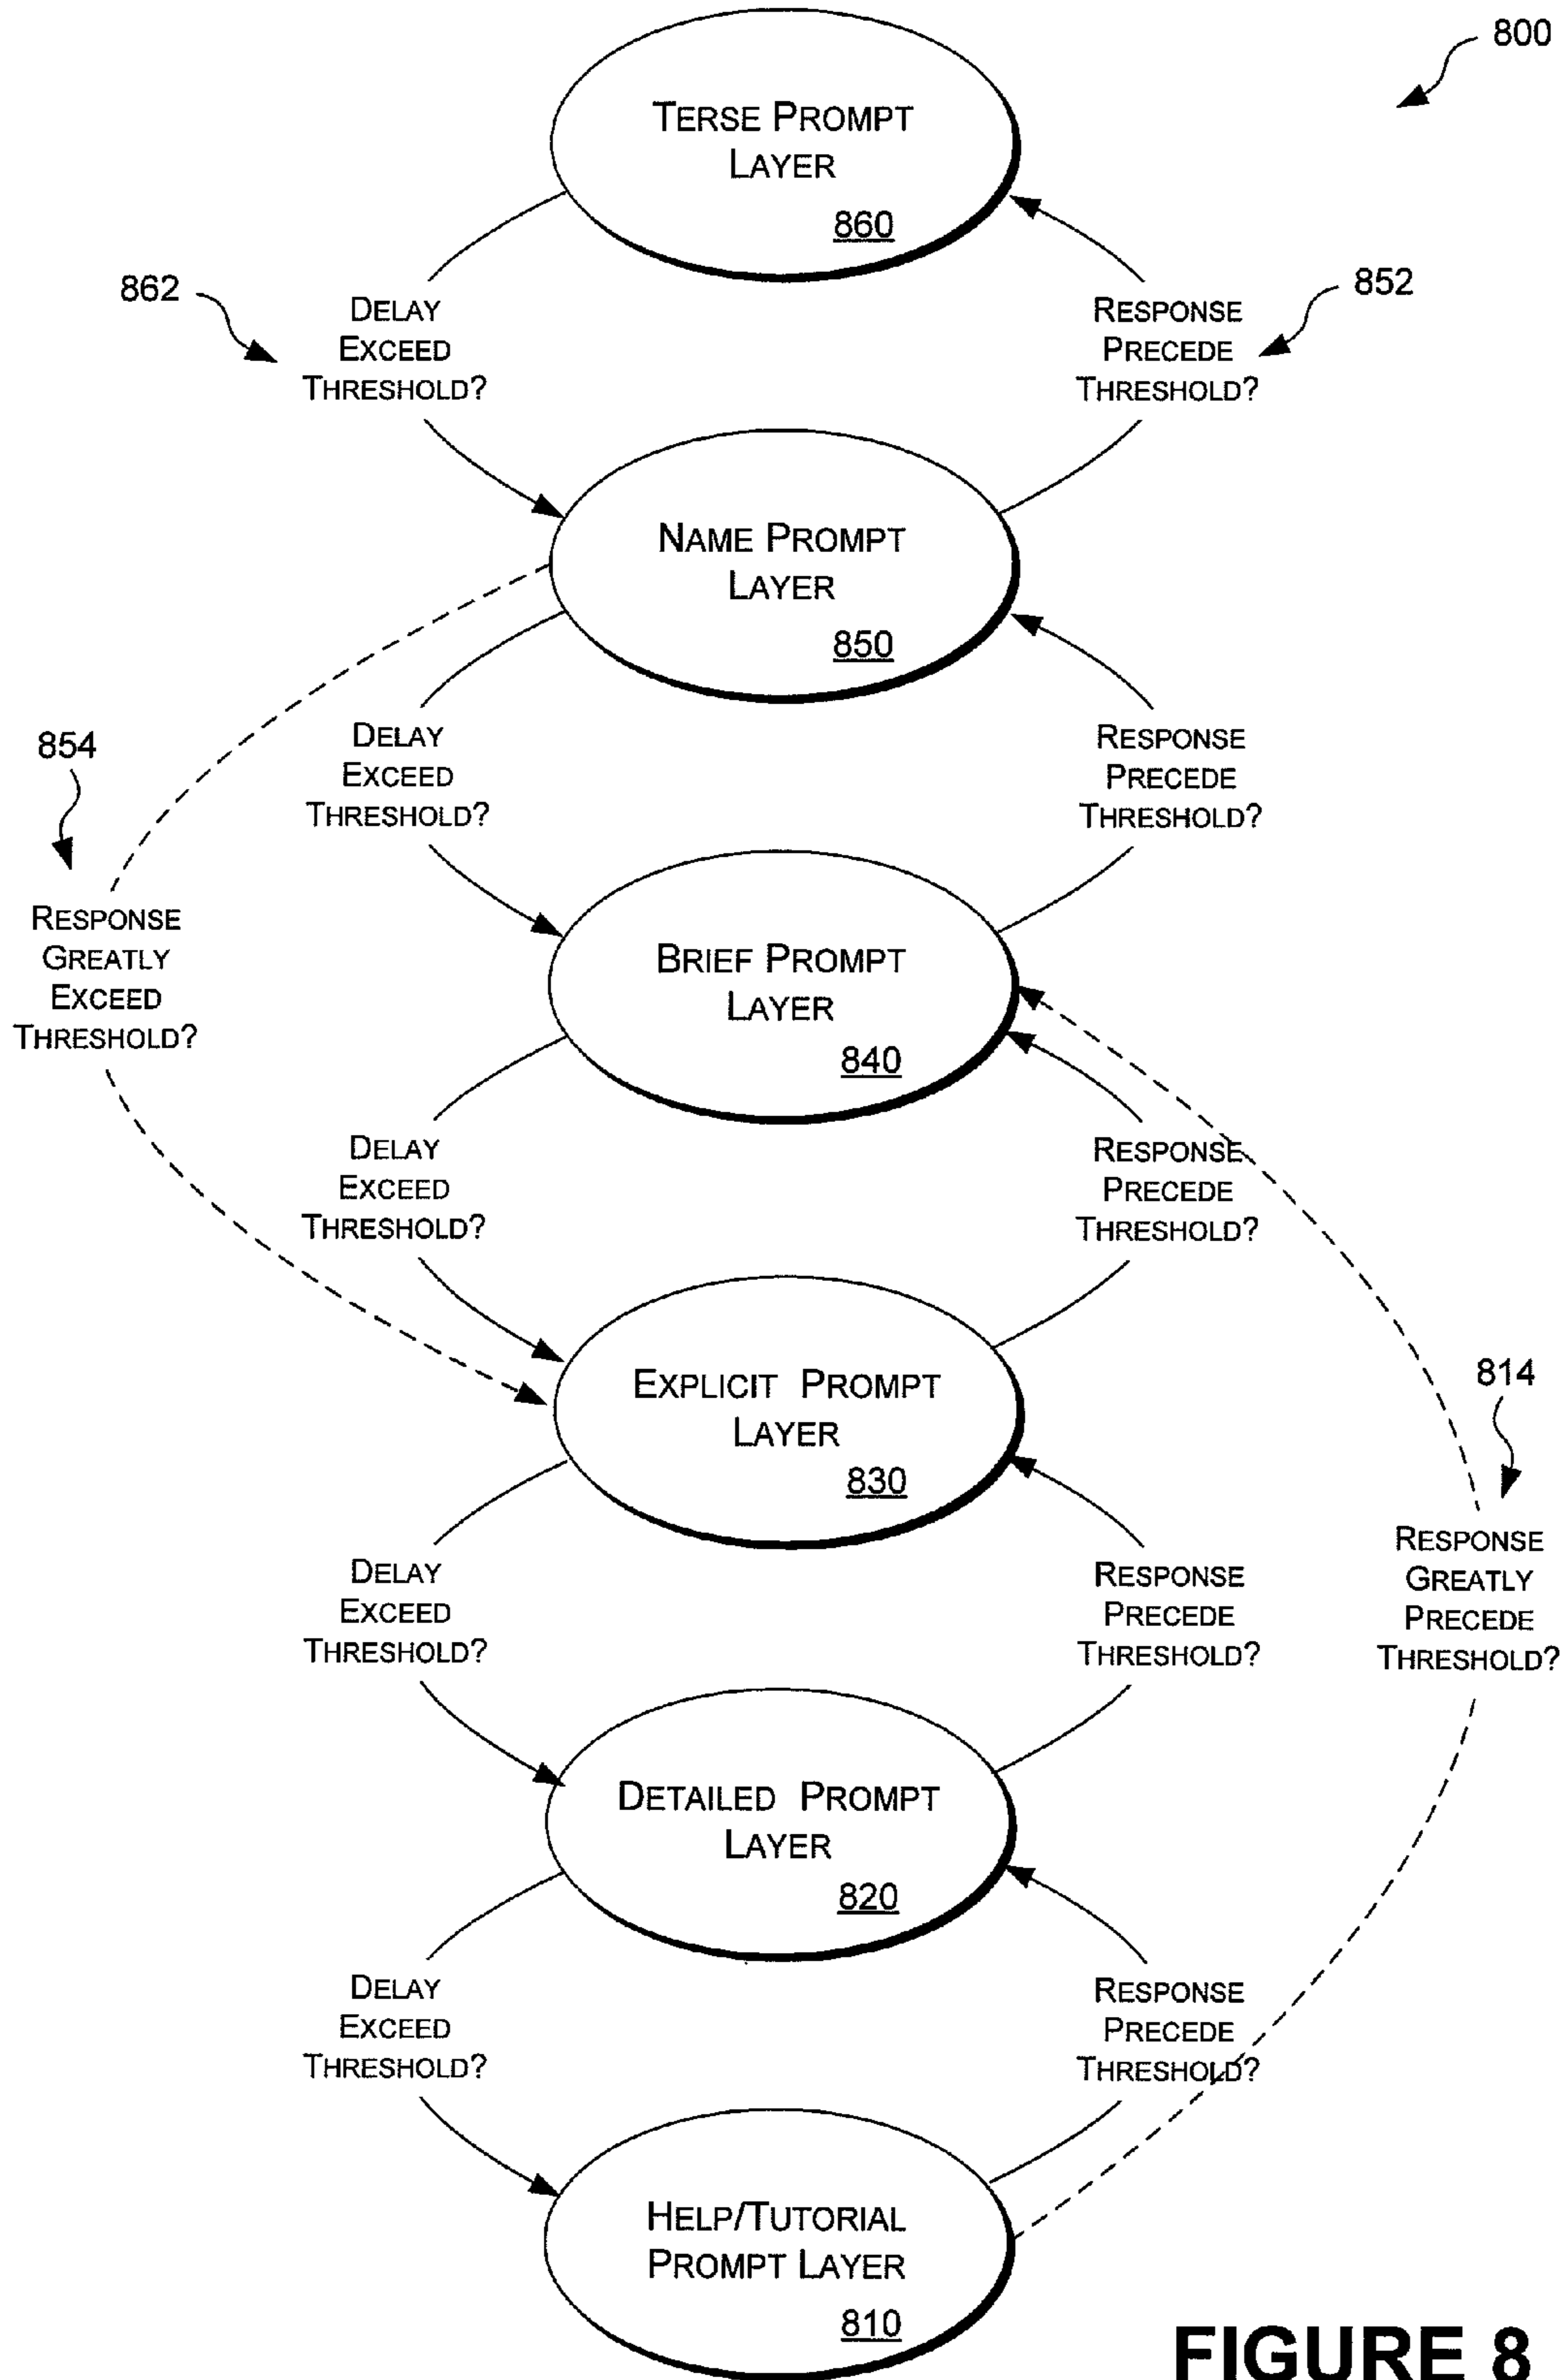 800
TERSE PROMPT
LAYER
860
862
DELAY
EXCEED
THRESHOLD?
RESPONSE
PRECEDE
THRESHOLD?
852
NAME PROMPT
LAYER
850
854
RESPONSE
GREATLY
EXCEED
THRESHOLD?
DELAY
EXCEED
THRESHOLD?
RESPONSE
PRECEDE
THRESHOLD?
BRIEF PROMPT
LAYER
840
DELAY
EXCEED
THRESHOLD?
RESPONSE
PRECEDE
THRESHOLD?
EXPLICIT PROMPT
LAYER
830
814
RESPONSE
GREATLY
PRECEDE
THRESHOLD?
DELAY
EXCEED
THRESHOLD?
RESPONSE
PRECEDE
THRESHOLD?
DETAILED PROMPT
LAYER
820
DELAY
EXCEED
THRESHOLD?
RESPONSE
PRECEDE
THRESHOLD?
HELP/TUTORIAL
PROMPT LAYER
810
FIGURE 8